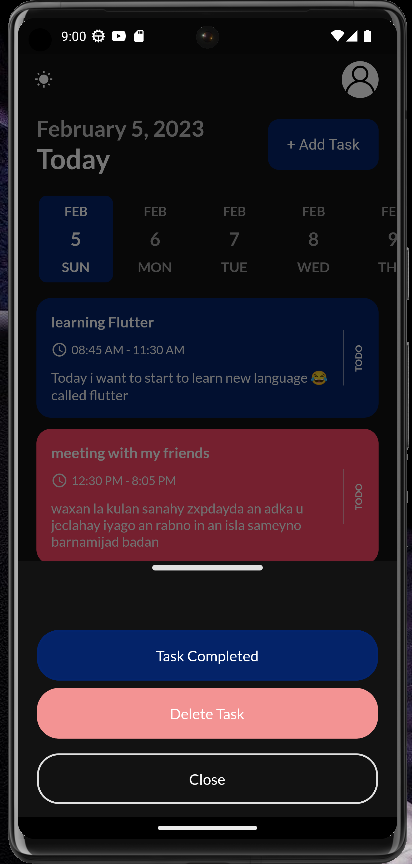 9:00
February 5, 2023
Today
+ Add Task
FEB FEB FEB FEB FE
5 6 7 8 9
SUN MON TUE WED TH
learning Flutter
08:45 AM - 11:30 AM
Today i want to start to learn new language 😂
called flutter
TODO
meeting with my friends
12:30 PM - 8:05 PM
waxan la kulan sanahy zxpdayda an adka u
jeclahay iyago an rabno in an isla sameyno
barnamijad badan
TODO
Task Completed
Delete Task
Close